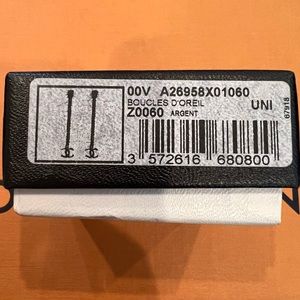 00V A26958X01060
BOUCLES D'OREIL
UNI
Z0060 ARGENT
67918
3 572616 680800